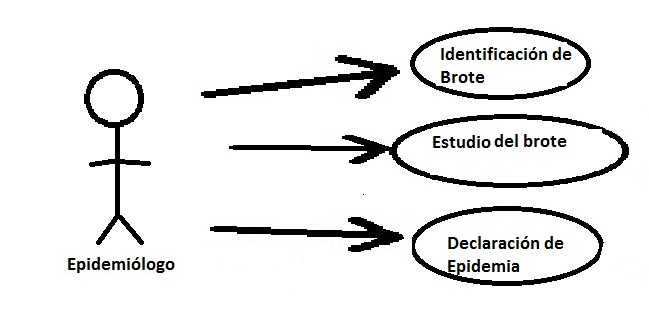 Identificación de
Brote
Estudio del brote
Declaración de
Epidemia
Epidemiólogo